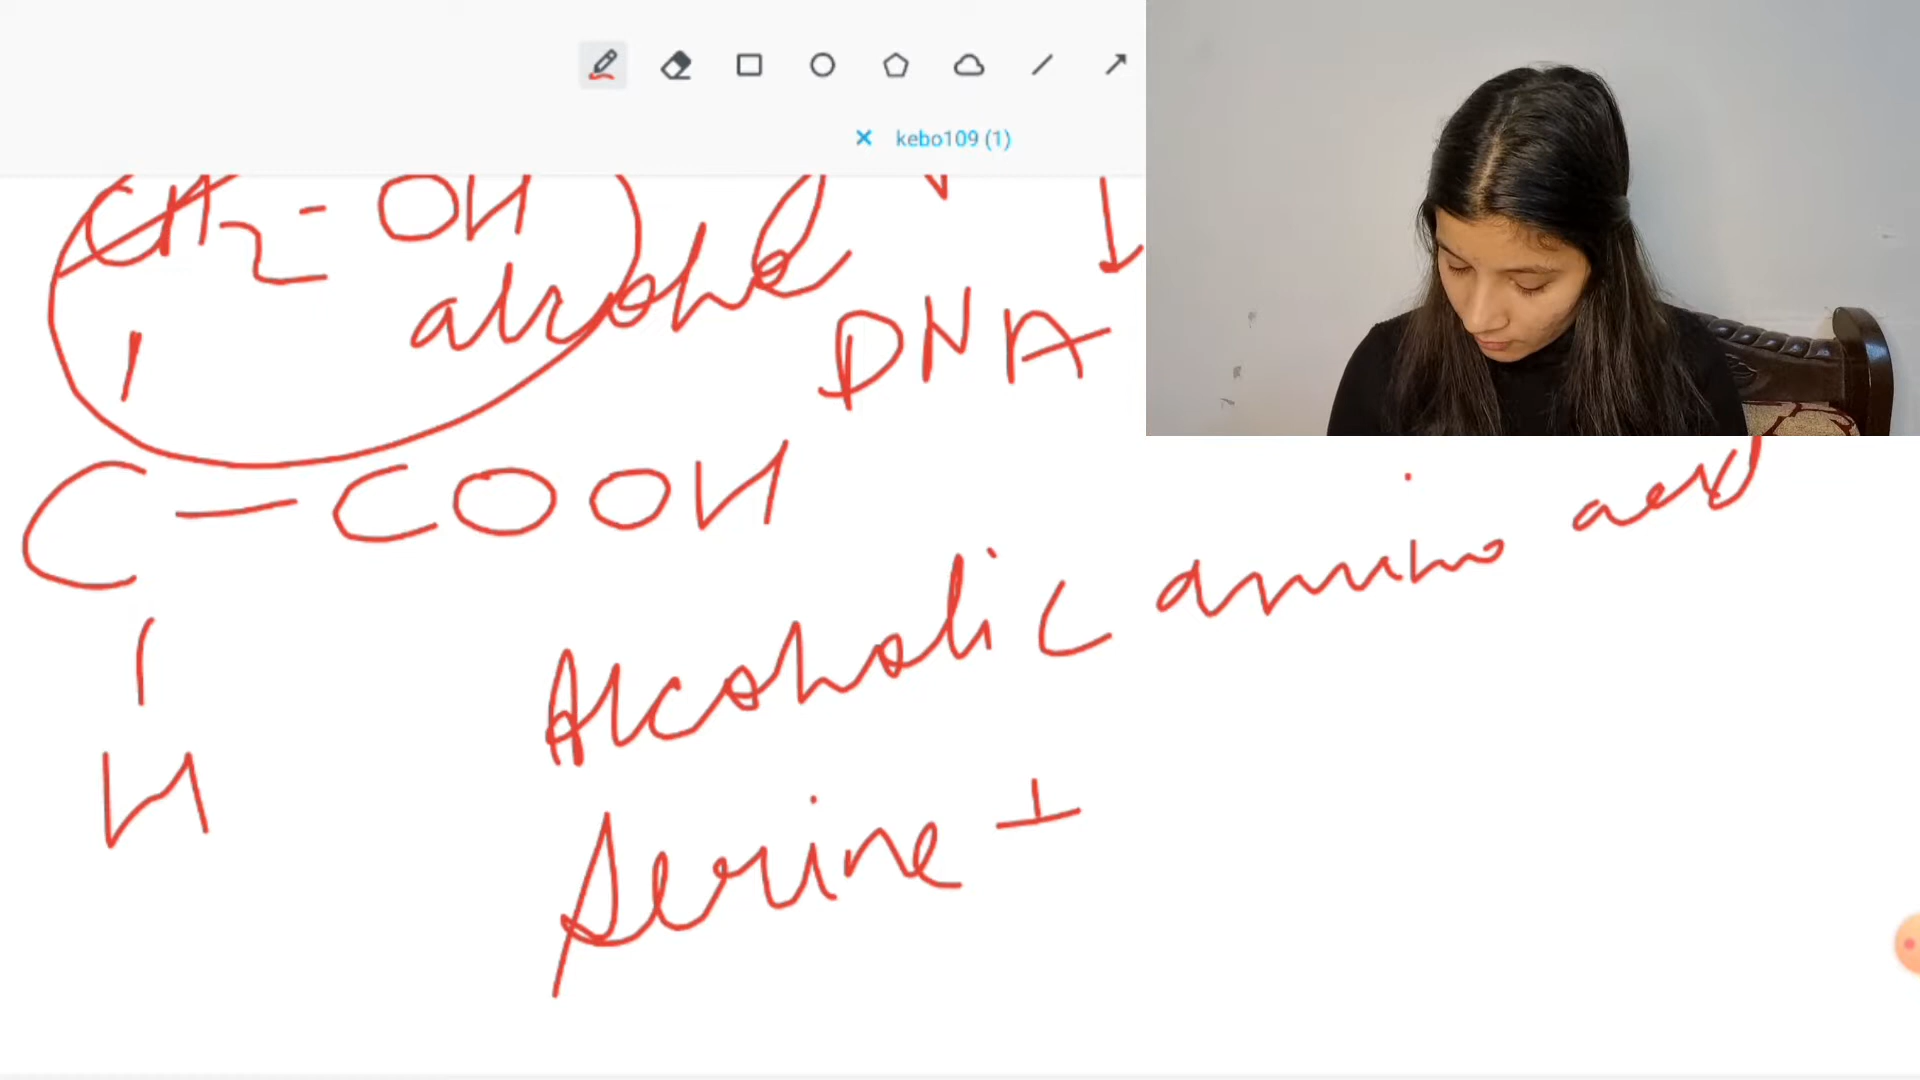 kebo109 (1)
CH2-OH
alcohol
DNA
C-COOH
H
Alcoholic amino acid
Serine